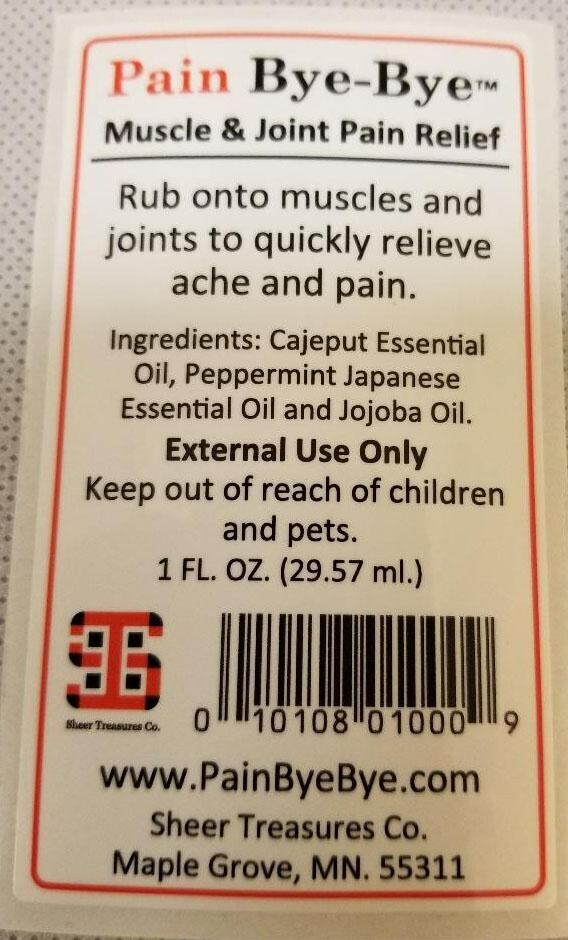 Pain Bye-Bye™
Muscle & Joint Pain Relief
Rub onto muscles and
joints to quickly relieve
ache and pain.
Ingredients: Cajeput Essential
Oil, Peppermint Japanese
Essential Oil and Jojoba Oil.
External Use Only
Keep out of reach of children
and pets.
1 FL. OZ. (29.57 ml.)
Sheer Treasures Co.
0 10108 01000 9
www.PainByeBye.com
Sheer Treasures Co.
Maple Grove, MN. 55311